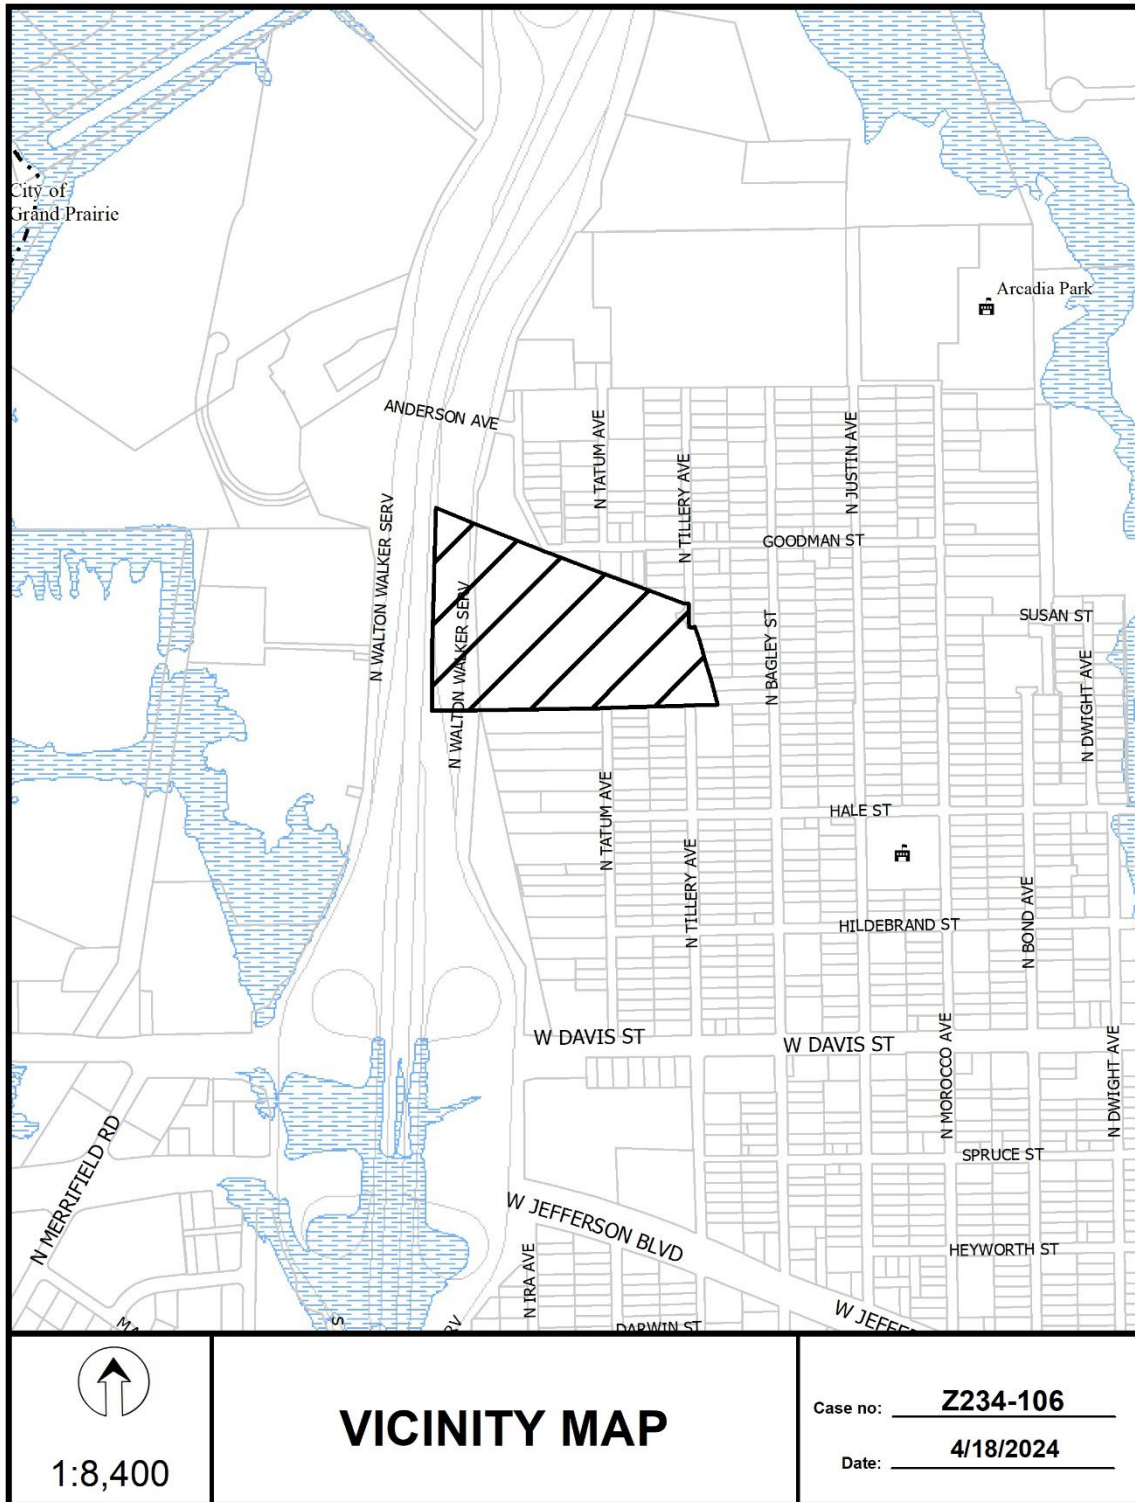 City of
Grand Prairie
Arcadia Park
ANDERSON AVE
N TATUM AVE
N TILLERY AVE
N JUSTIN AVE
GOODMAN ST
N WALTON WALKER SERV
N WALTON WALKER SERV
N BAGLEY ST
SUSAN ST
N DWIGHT AVE
N TATUM AVE
HALE ST
N TILLERY AVE
HILDEBRAND ST
N BOND AVE
W DAVIS ST
W DAVIS ST
N MOROCCO AVE
N DWIGHT AVE
N MERRIFIELD RD
SPRUCE ST
W JEFFERSON BLVD
HEYWORTH ST
N IRA AVE
W JEFFE
DARWIN ST
MA
S
RV
1:8,400
VICINITY MAP
Case no: Z234-106
Date: 4/18/2024